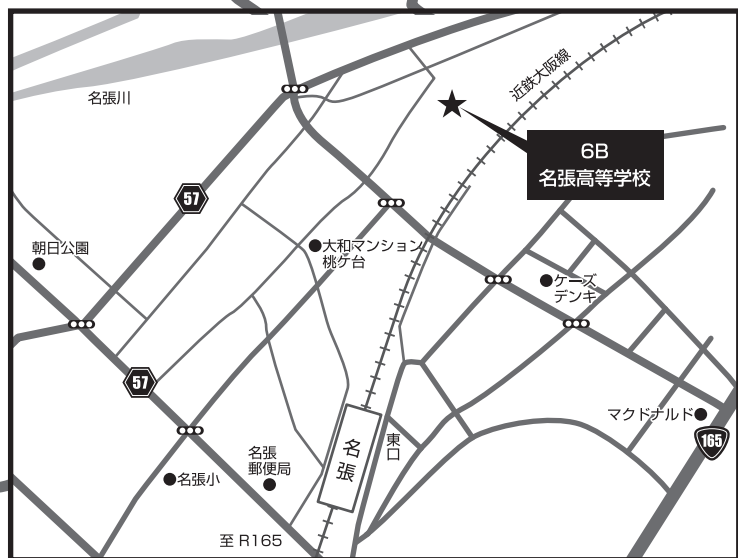 名張川
近鉄大阪線
6B
名張高等学校
57
朝日公園
大和マンション
桃ケ台
ケーズ
デンキ
57
マクドナルド
165
名張
東口
名張
郵便局
名張小
至 R165